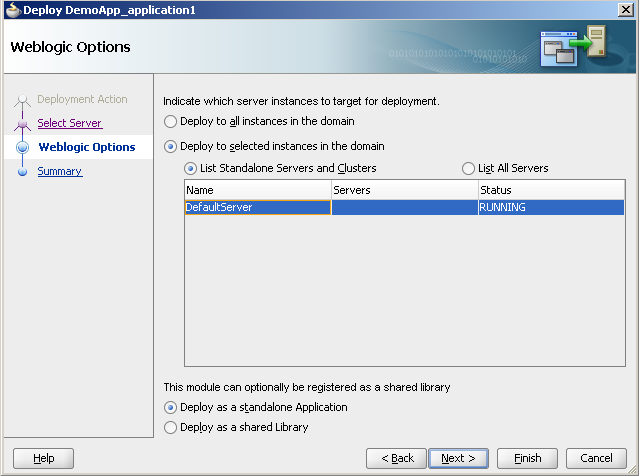 Deploy DemoApp_application1
Weblogic Options
0101010101010101010101010101
010101010101
Deployment Action
Select Server
Weblogic Options
Summary
Indicate which server instances to target for deployment.
Deploy to all instances in the domain
Deploy to selected instances in the domain
List Standalone Servers and Clusters
List All Servers
Name Servers Status
DefaultServer RUNNING
This module can optionally be registered as a shared library
Deploy as a standalone Application
Deploy as a shared Library
Help < Back Next > Finish Cancel